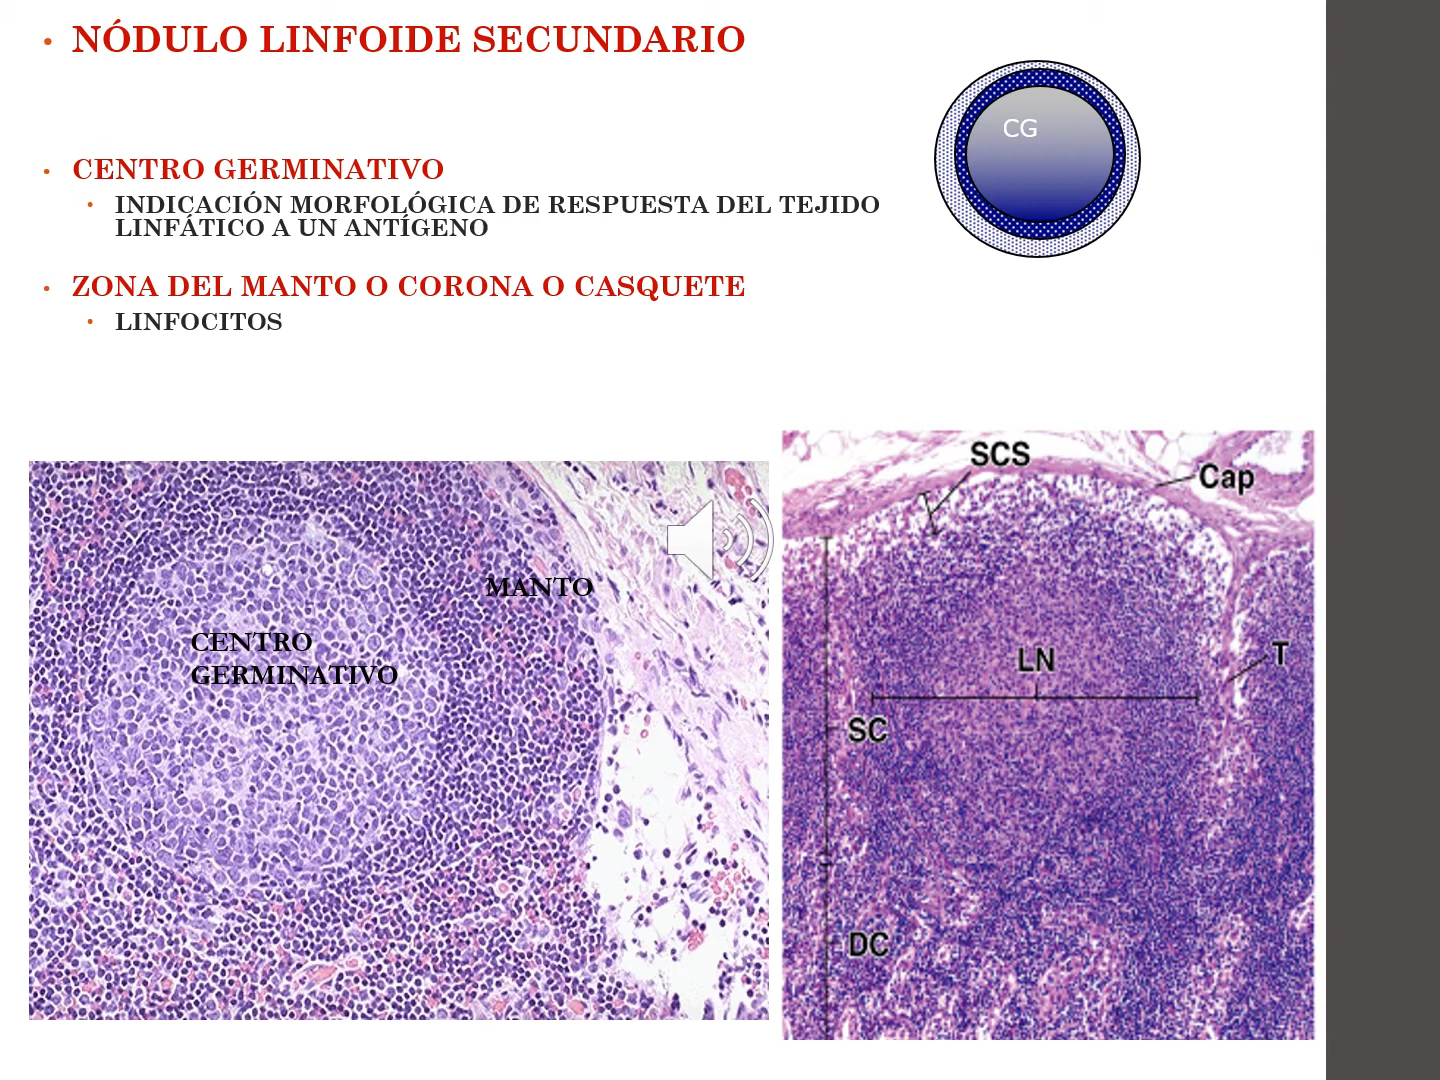 • NÓDULO LINFOIDE SECUNDARIO
CG
• CENTRO GERMINATIVO
• INDICACIÓN MORFOLÓGICA DE RESPUESTA DEL TEJIDO
LINFÁTICO A UN ANTÍGENO
• ZONA DEL MANTO O CORONA O CASQUETE
• LINFOCITOS
MANTO
CENTRO
GERMINATIVO
SCS
Cap
LN
T
SC
DC